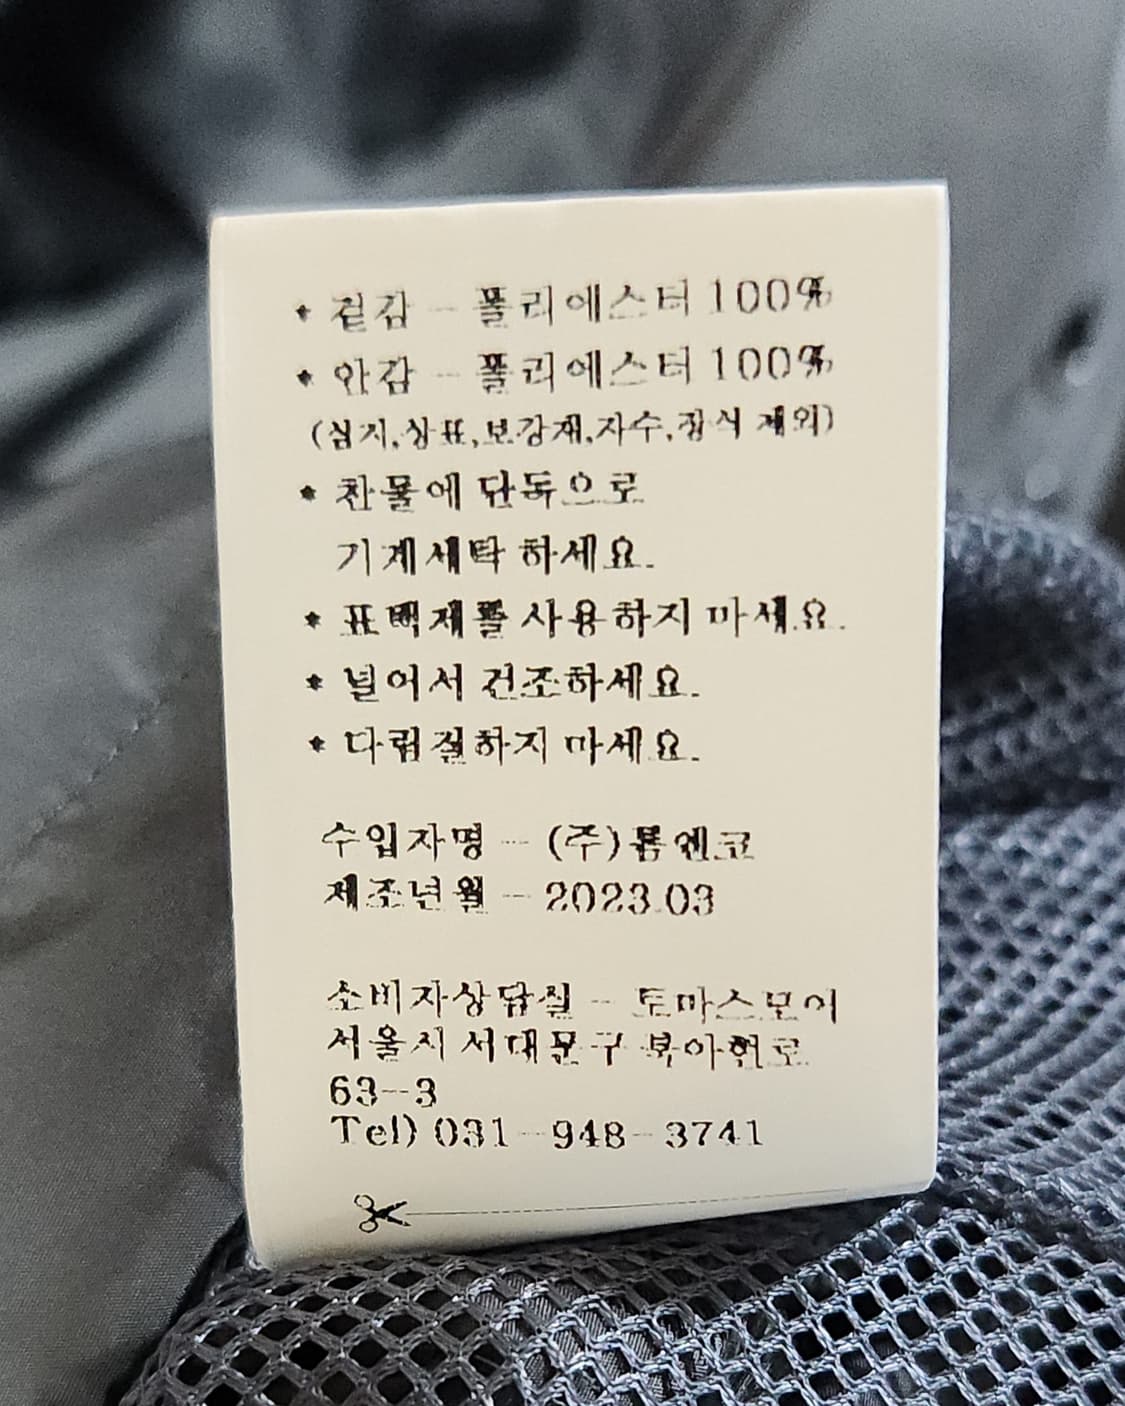 * 겉감 - 폴리에스터 100%
* 안감 - 폴리에스터 100%
(심지,상표,보강재,자수,장식 제외)
* 찬물에 단독으로
기계세탁 하세요.
* 표백제를 사용하지 마세요.
* 널어서 건조하세요.
* 다림질하지 마세요.
수입자명 - (주)톰엔코
제조년월 - 2023.03
소비자상담실 - 토마스모어
서울시 서대문구 북아현로
63-3
Tel) 031-948-3741